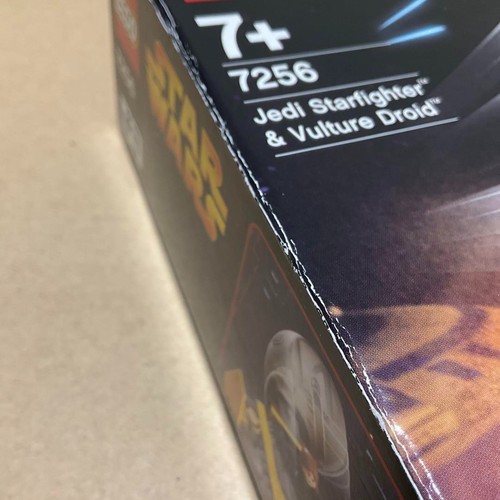 7+
7256
Jedi Starfighter™
& Vulture Droid™
STAR
WARS